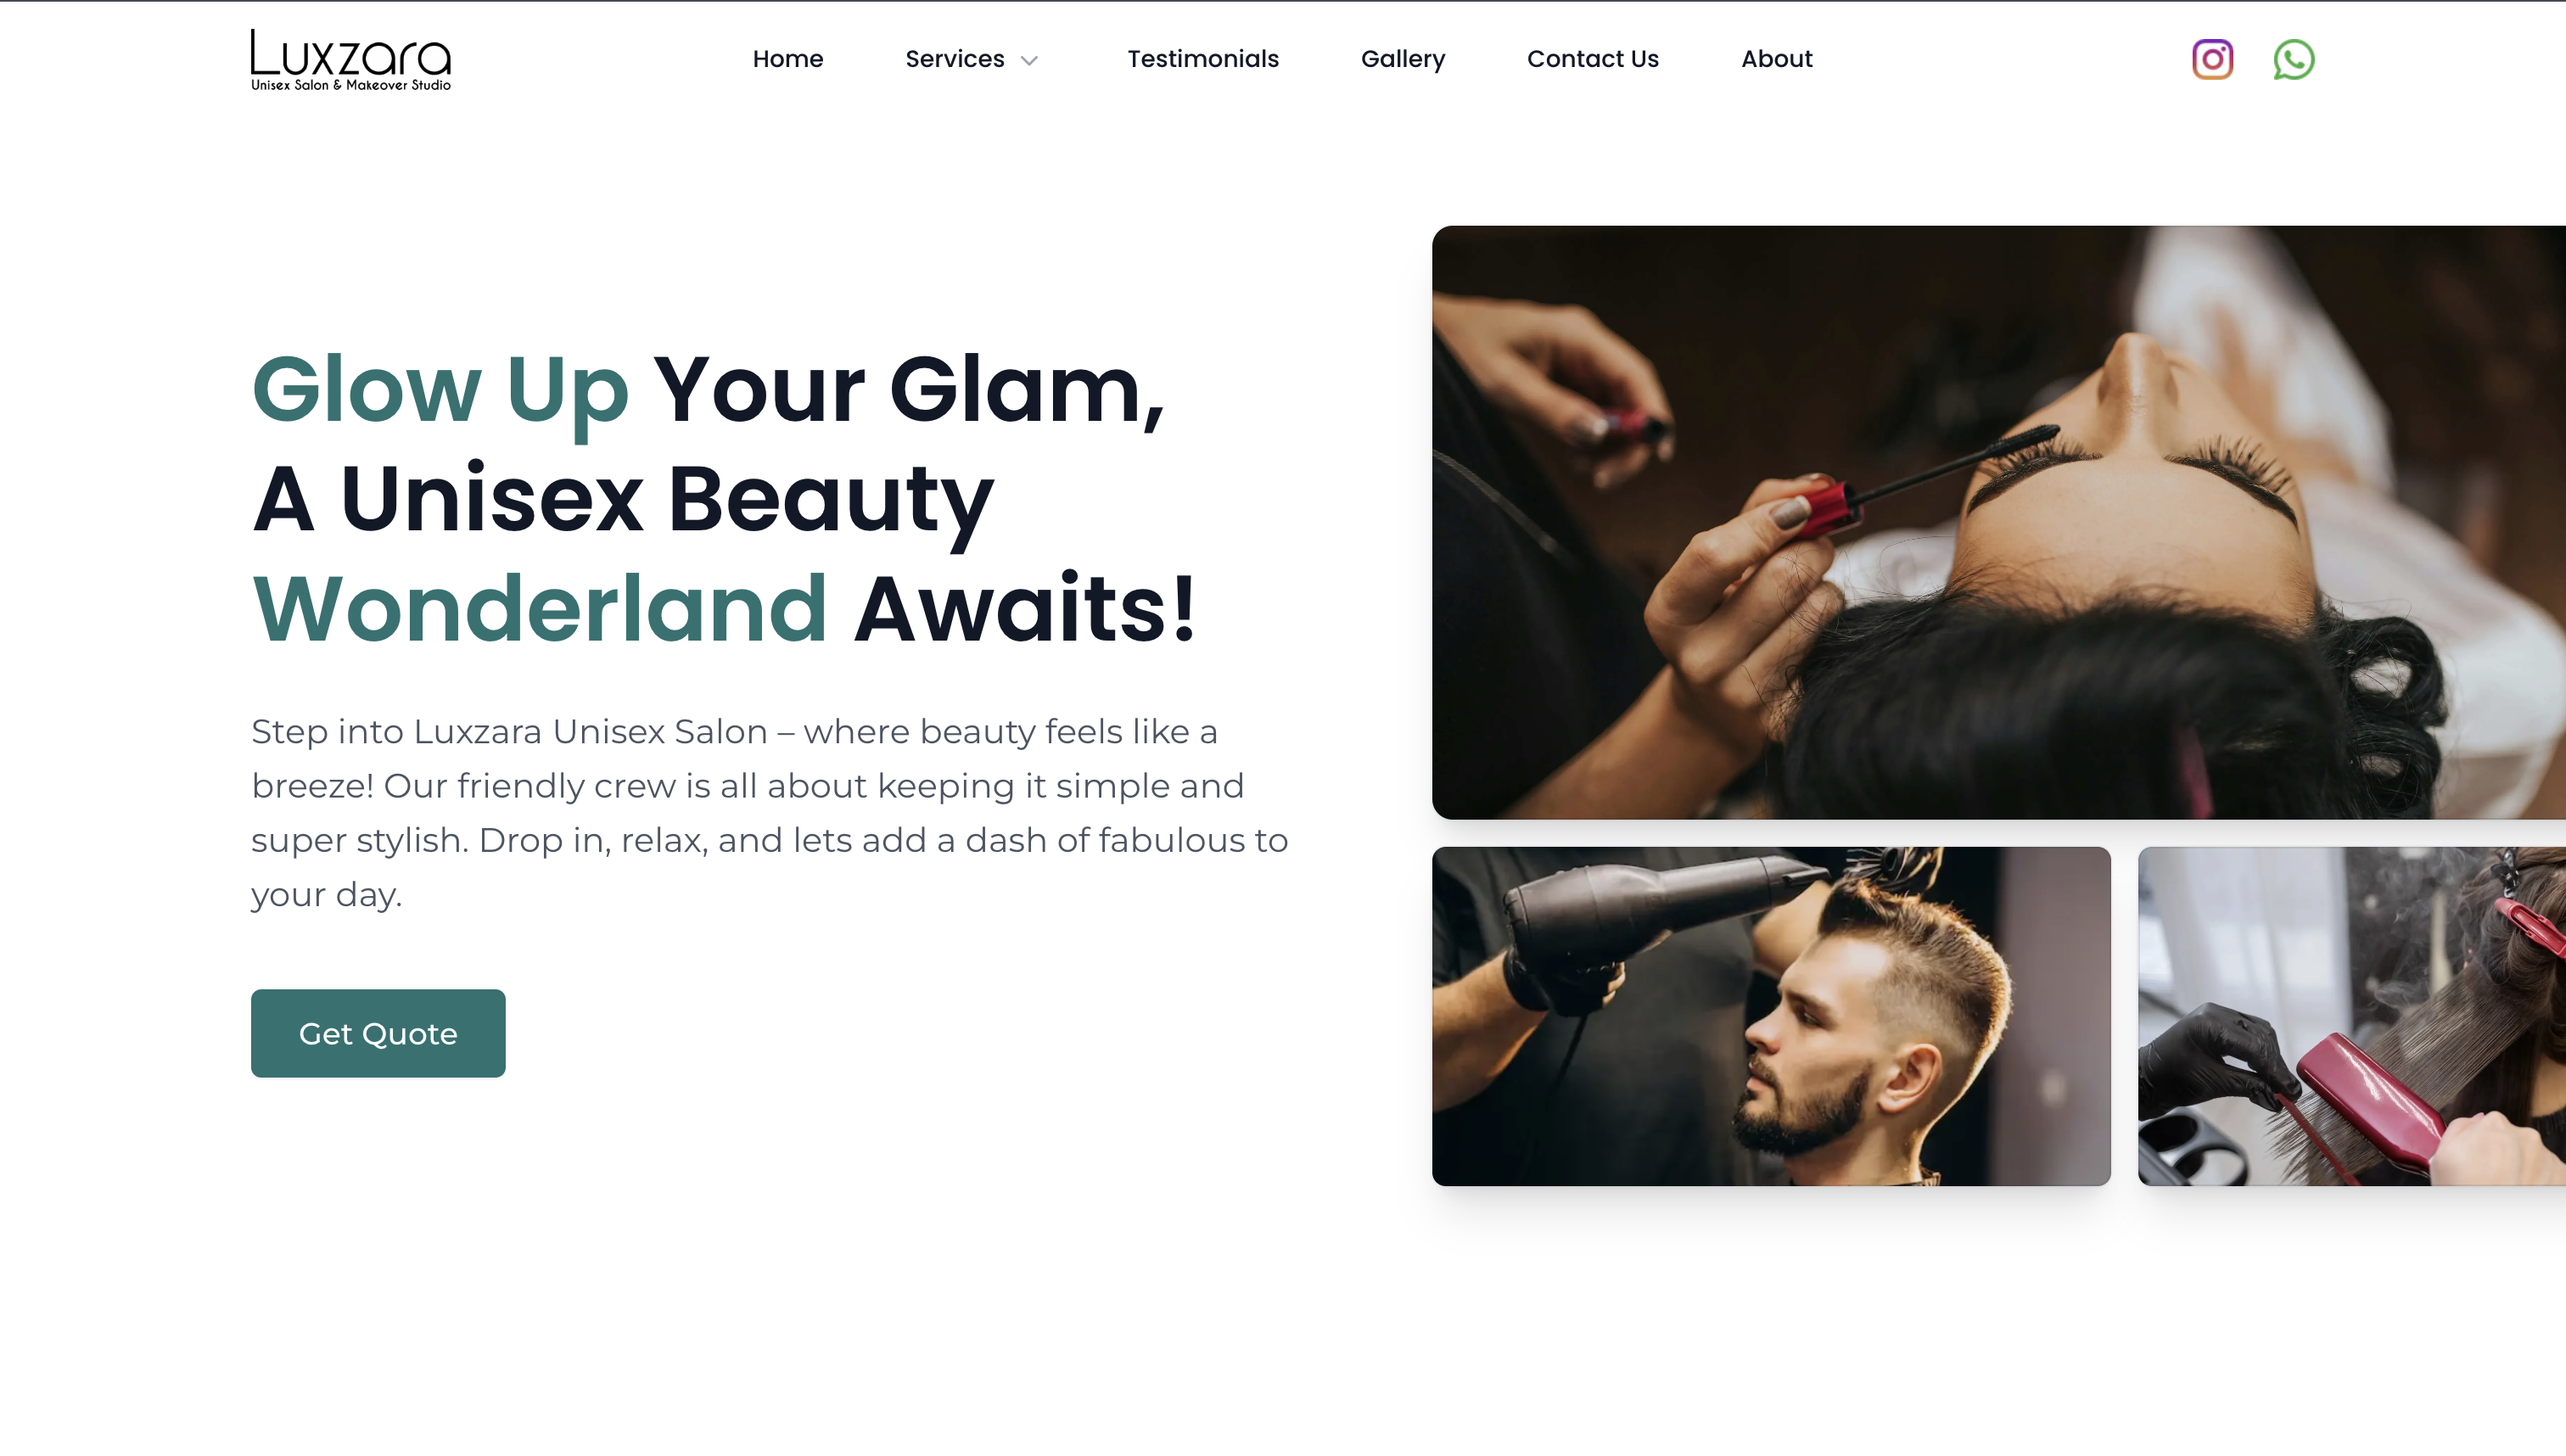 Luxzara
Unisex Salon & Makeover Studio
Home
Services
Testimonials
Gallery
Contact Us
About
Glow Up Your Glam,
A Unisex Beauty
Wonderland Awaits!
Step into Luxzara Unisex Salon – where beauty feels like a
breeze! Our friendly crew is all about keeping it simple and
super stylish. Drop in, relax, and lets add a dash of fabulous to
your day.
Get Quote